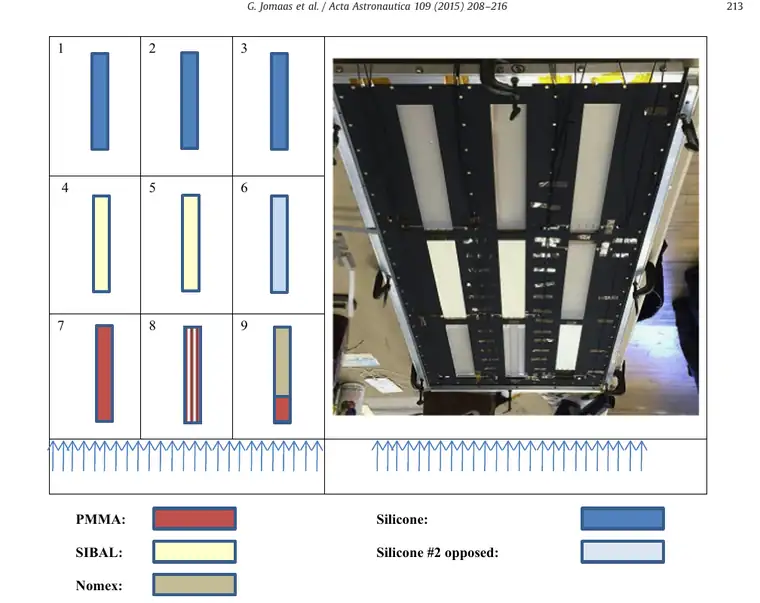 G. Jomaas et al. / Acta Astronautica 109 (2015) 208–216
213
1
2
3
4
5
6
7
8
9
PMMA:
Silicone:
SIBAL:
Silicone #2 opposed:
Nomex: